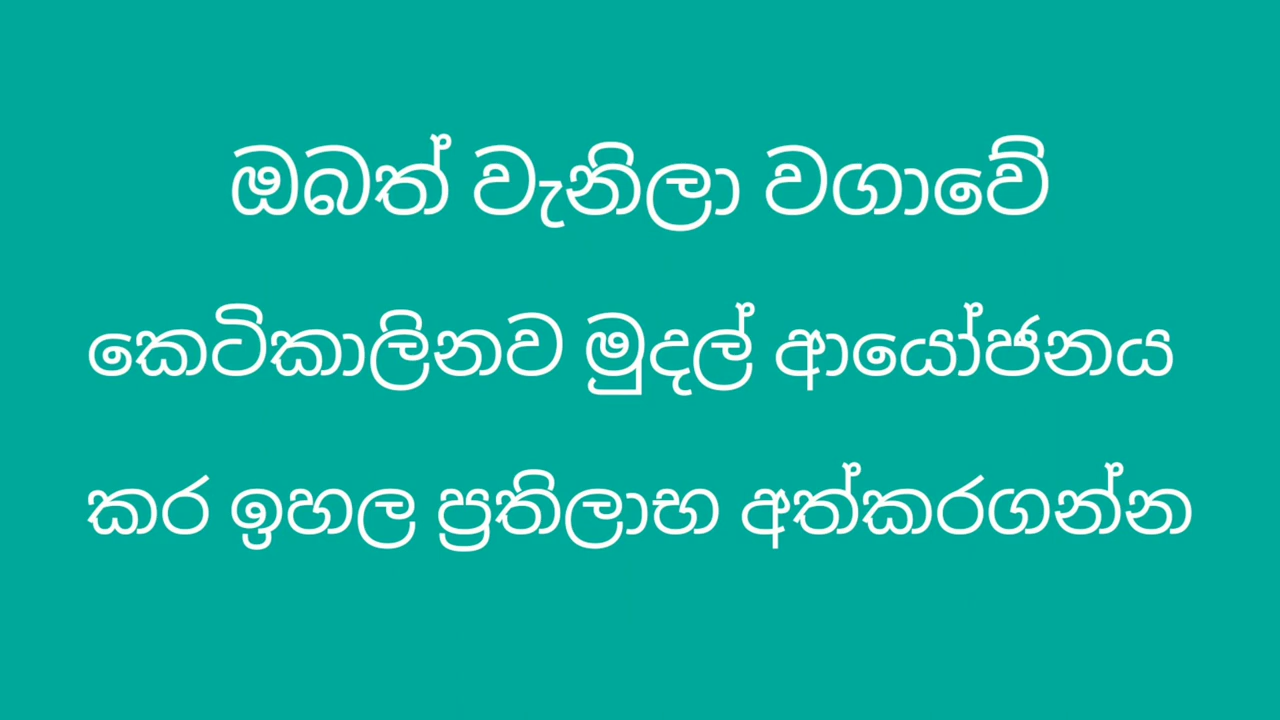 ඔබත් වැනිලා වගාවේ
කෙටිකාලිනව මුදල් ආයෝජනය
කර ඉහල ප්‍රතිලාභ අත්කරගන්න